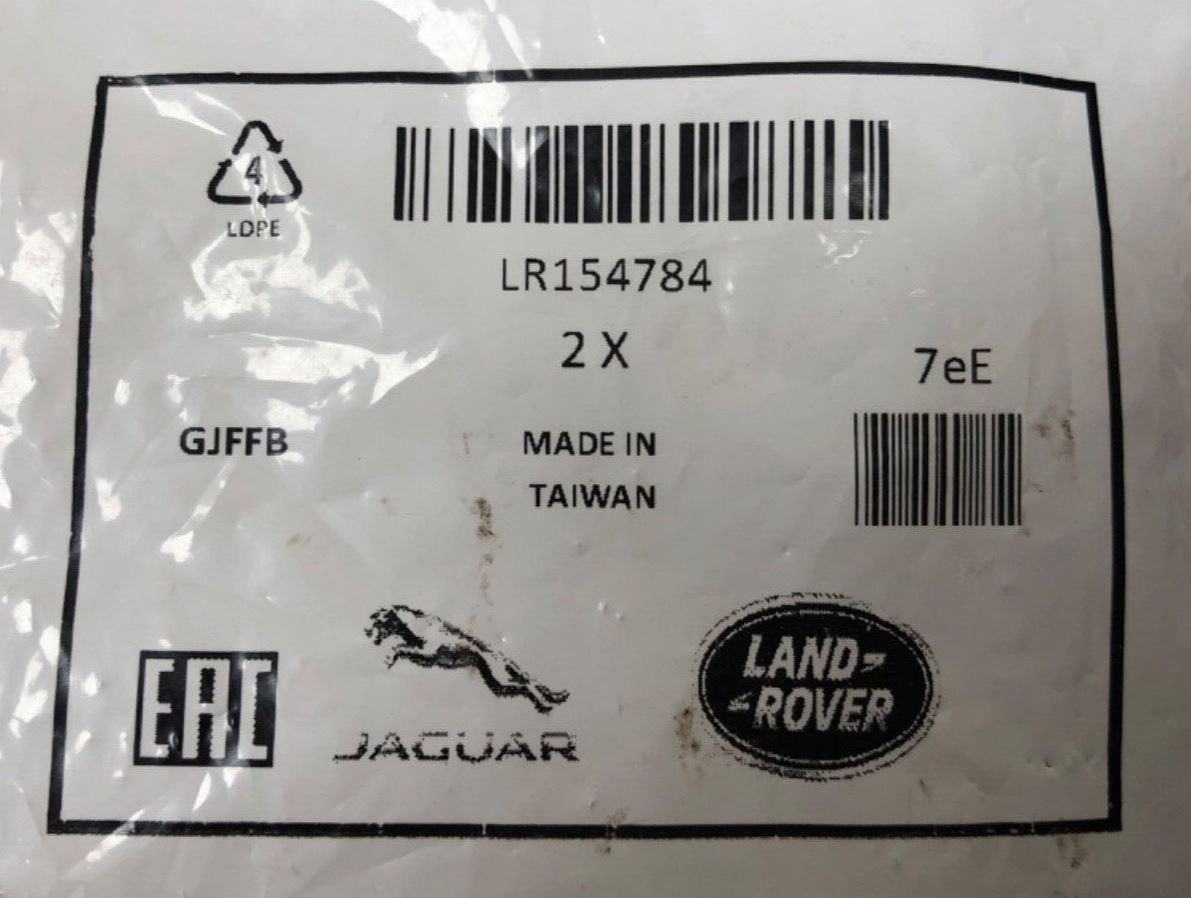 4
LDPE
LR154784
2 X
7eE
GJFFB
MADE IN
TAIWAN
EAC
JAGUAR
LAND-
-ROVER